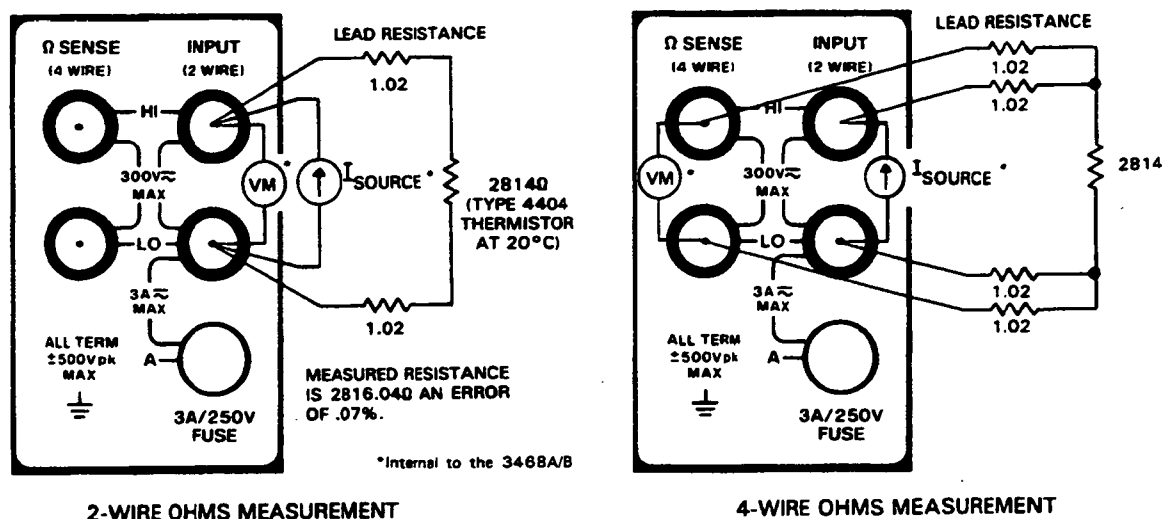 Ω SENSE
(4 WIRE)
INPUT
(2 WIRE)
HI
300V≂
MAX
LO
3A≂
MAX
ALL TERM
±500Vpk
MAX
A
3A/250V
FUSE
LEAD RESISTANCE
1.02
VM
*
I SOURCE *
2814Ω
(TYPE 4404
THERMISTOR
AT 20°C)
1.02
MEASURED RESISTANCE
IS 2816.04Ω AN ERROR
OF .07%.
*Internal to the 3468A/B
2-WIRE OHMS MEASUREMENT
Ω SENSE
(4 WIRE)
INPUT
(2 WIRE)
HI
300V≂
MAX
LO
3A≂
MAX
ALL TERM
±500Vpk
MAX
A
3A/250V
FUSE
LEAD RESISTANCE
1.02
1.02
VM
*
I SOURCE *
2814
1.02
1.02
4-WIRE OHMS MEASUREMENT